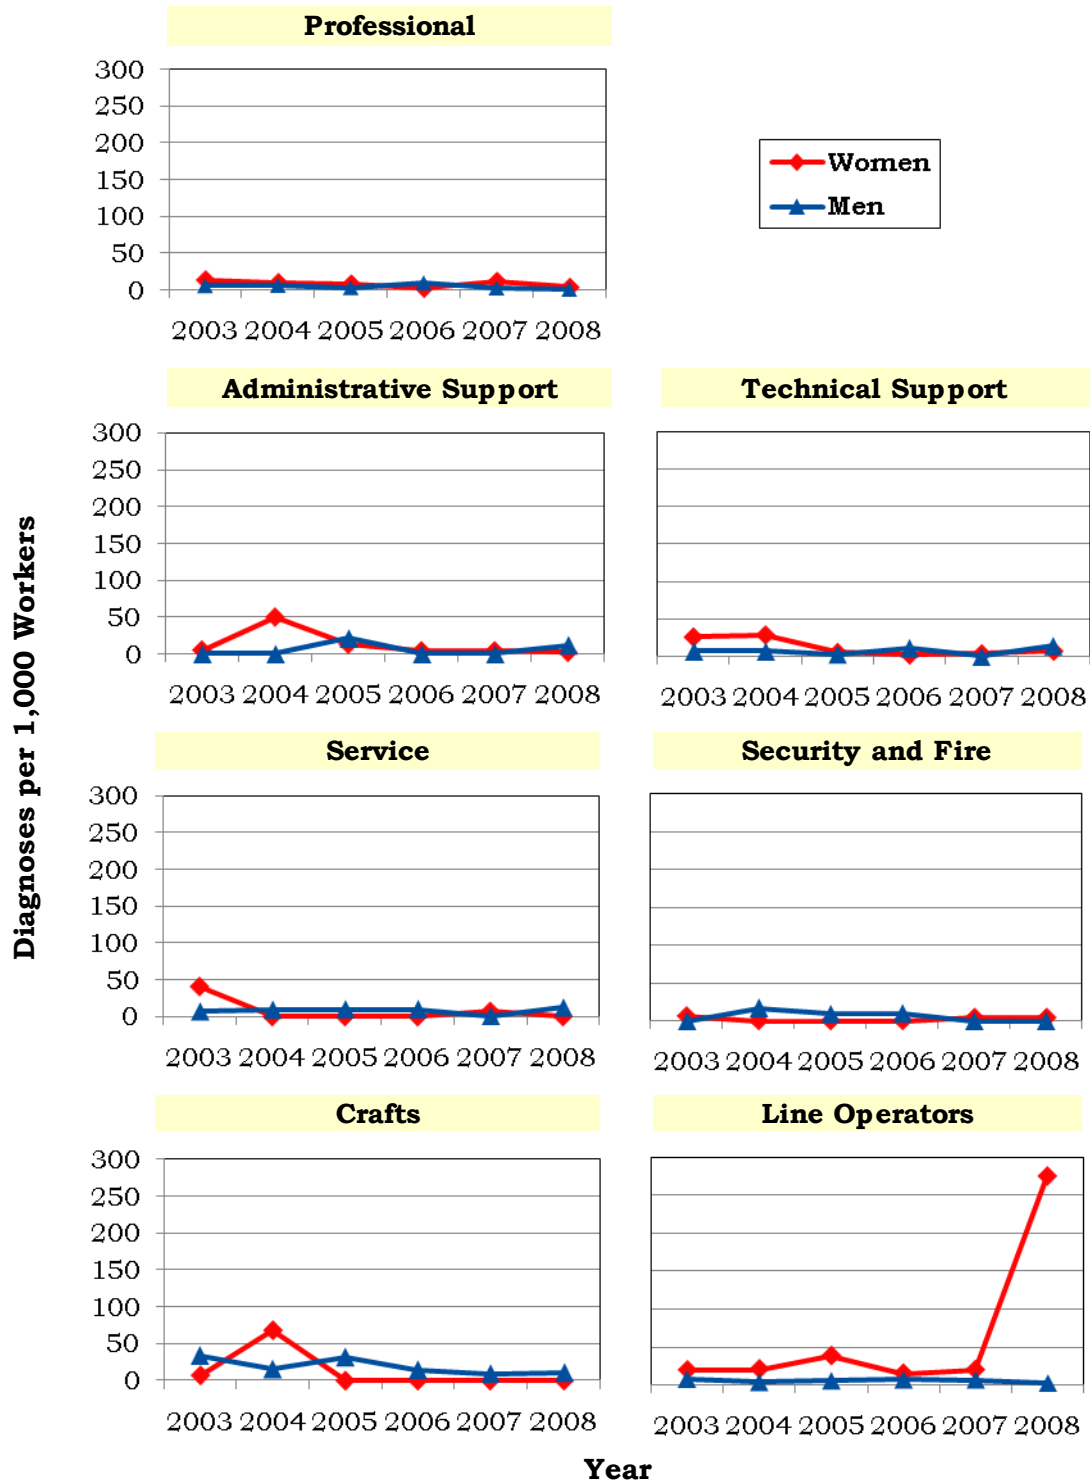 Professional
300
250
200
150
100
50
0
2003 2004 2005 2006 2007 2008
Women
Men
Diagnoses per 1,000 Workers
Administrative Support
300
250
200
150
100
50
0
2003 2004 2005 2006 2007 2008
Technical Support
2003 2004 2005 2006 2007 2008
Service
300
250
200
150
100
50
0
2003 2004 2005 2006 2007 2008
Security and Fire
2003 2004 2005 2006 2007 2008
Crafts
300
250
200
150
100
50
0
2003 2004 2005 2006 2007 2008
Line Operators
2003 2004 2005 2006 2007 2008
Year